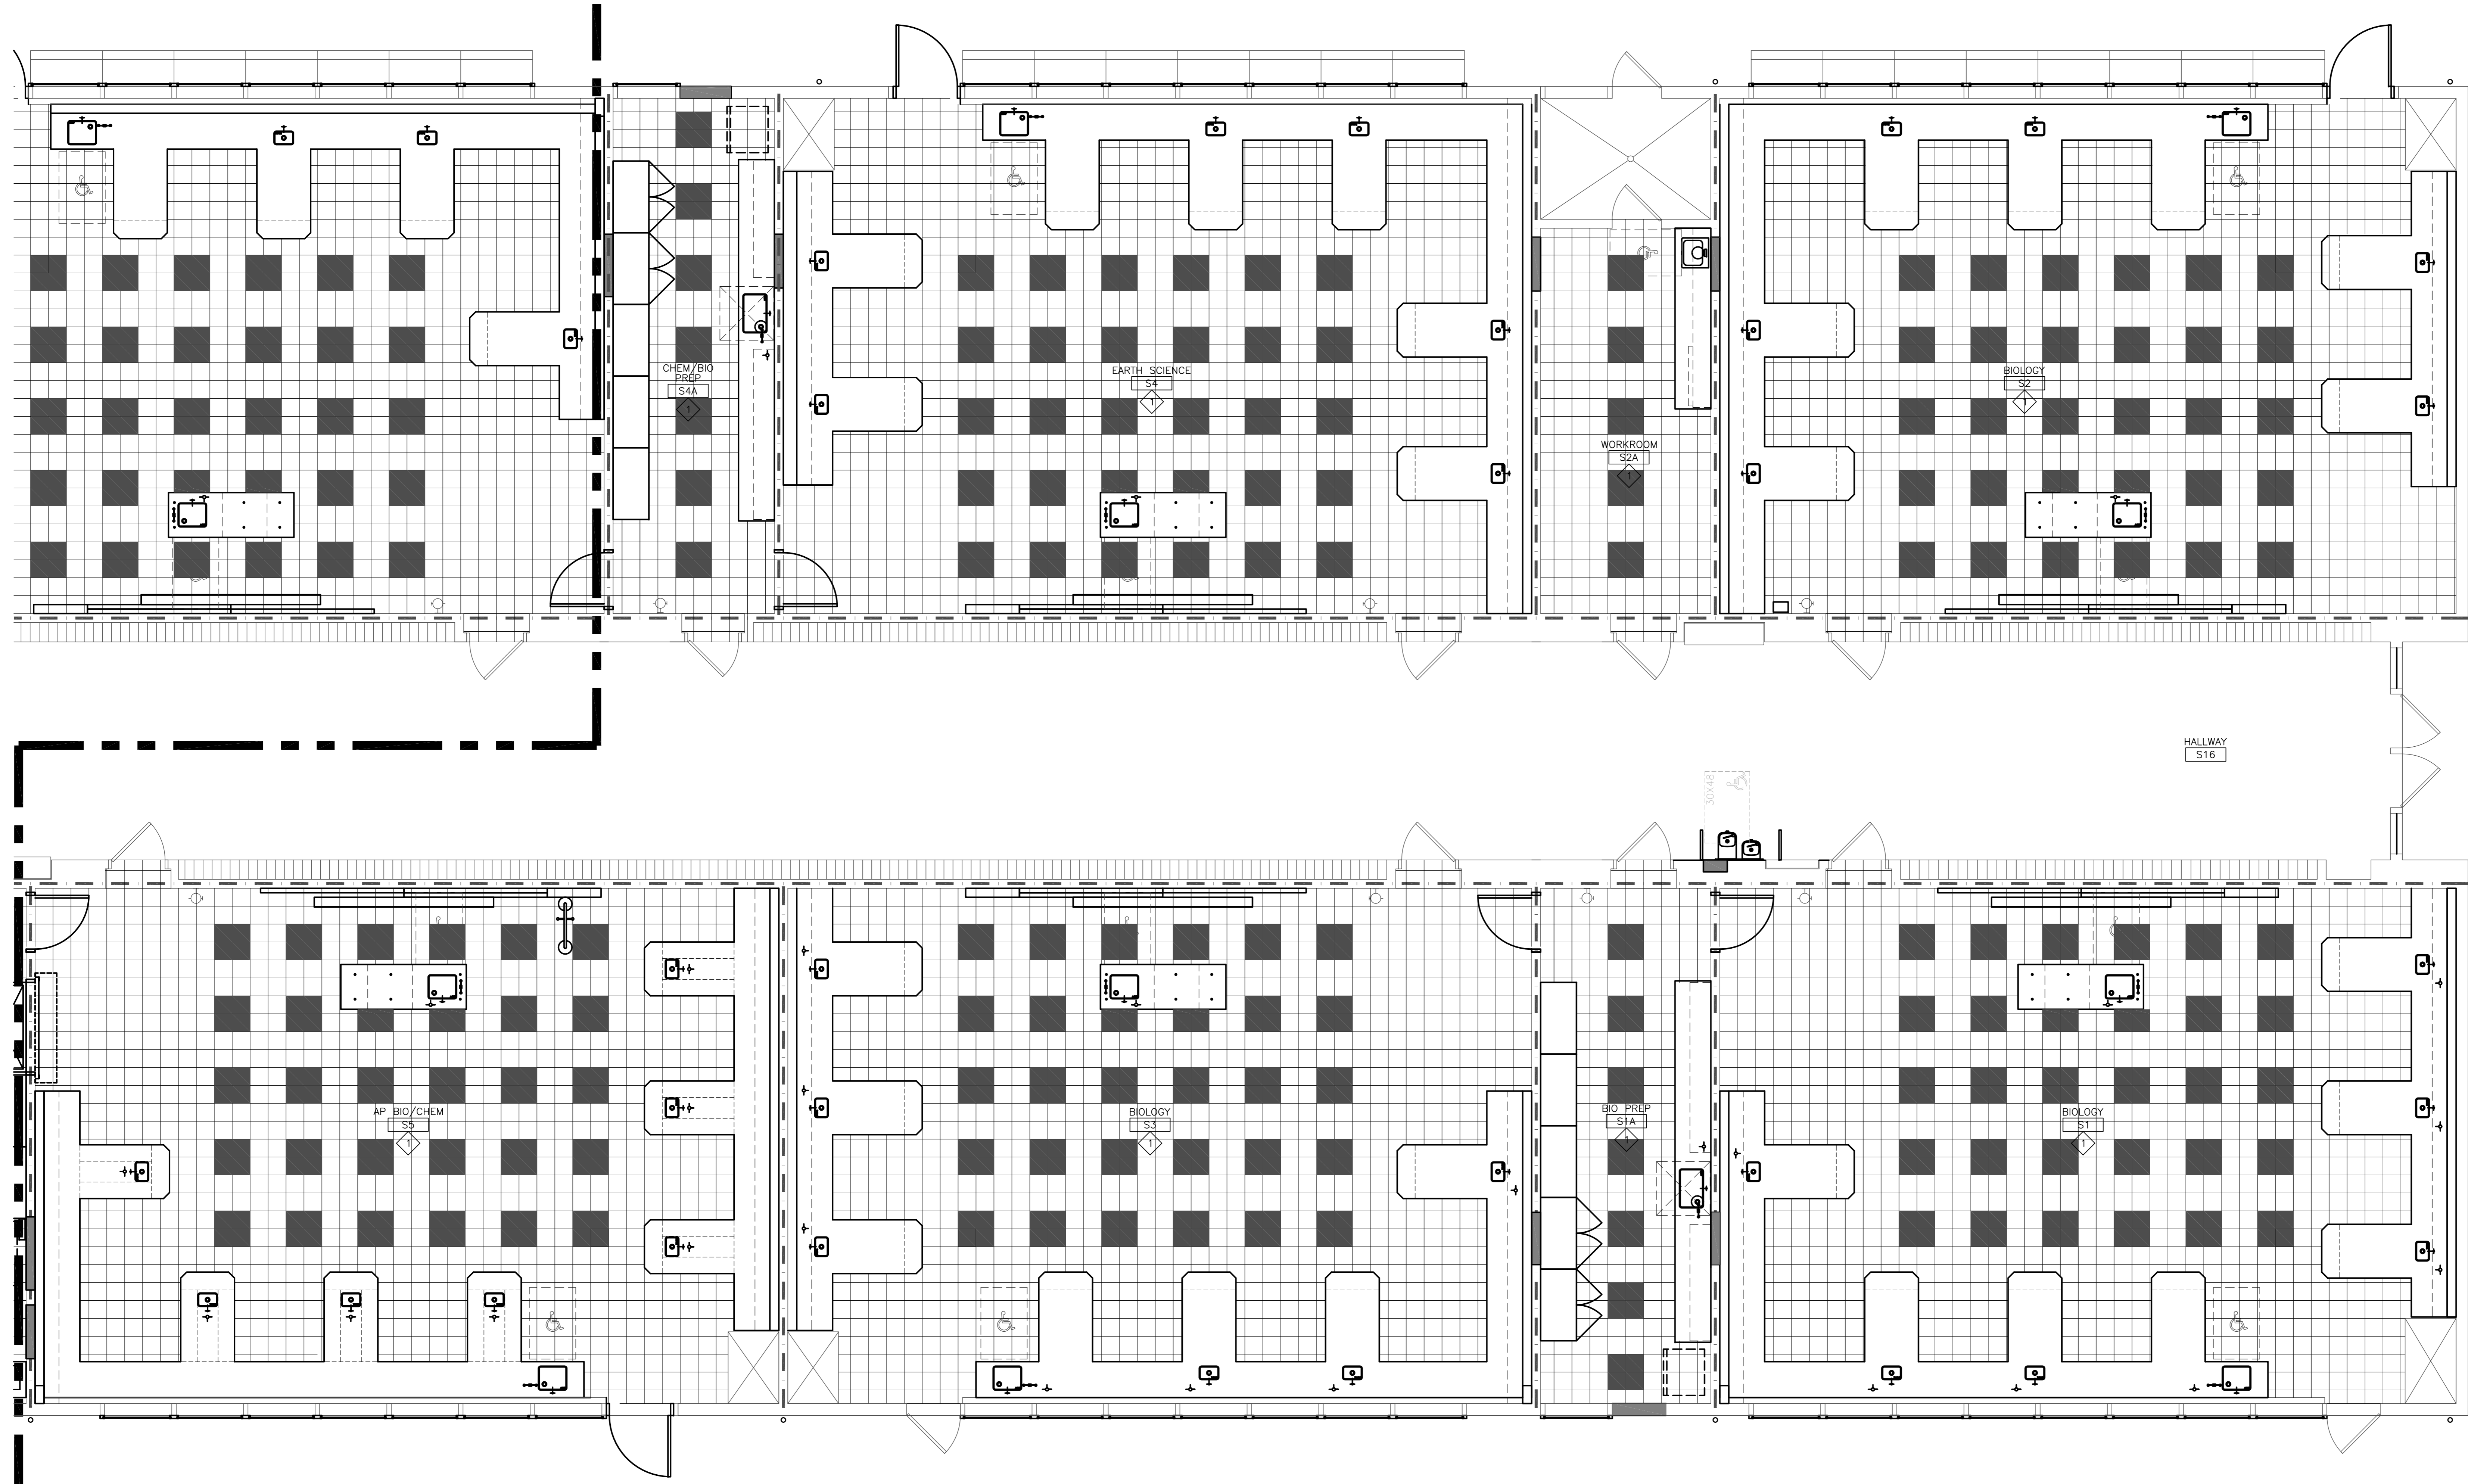 CHEM/BIO
PREP
S4A
1
EARTH SCIENCE
S4
1
WORKROOM
S2A
1
BIOLOGY
S2
1
HALLWAY
S16
30X48
AP BIO/CHEM
S5
1
BIOLOGY
S3
1
BIO PREP
S1A
1
BIOLOGY
S1
1